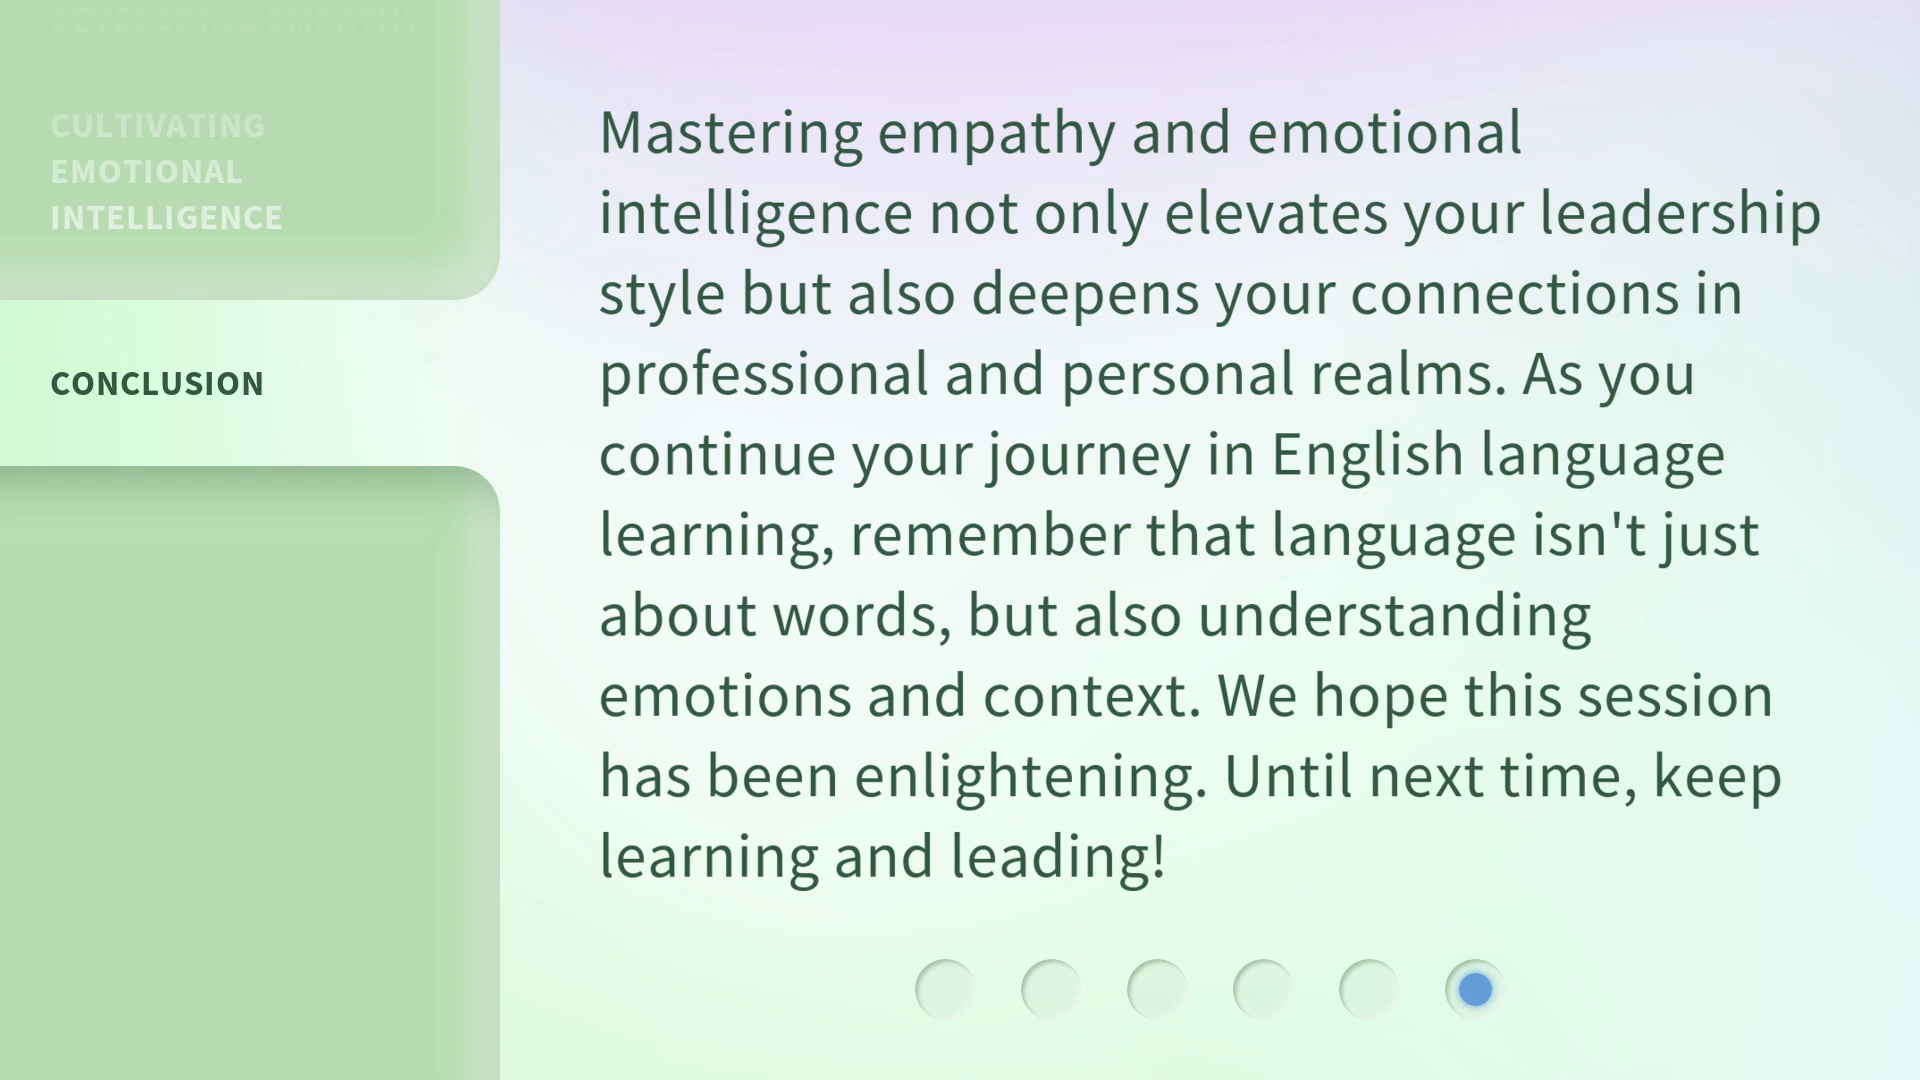 DEVELOPING EMPATHY
CULTIVATING
EMOTIONAL
INTELLIGENCE
CONCLUSION
Mastering empathy and emotional
intelligence not only elevates your leadership
style but also deepens your connections in
professional and personal realms. As you
continue your journey in English language
learning, remember that language isn't just
about words, but also understanding
emotions and context. We hope this session
has been enlightening. Until next time, keep
learning and leading!